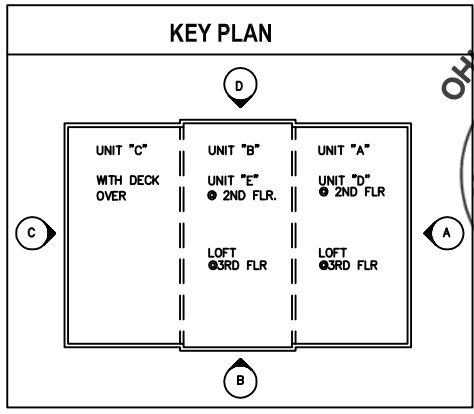 KEY PLAN
D
UNIT "C"
WITH DECK
OVER
UNIT "B"
UNIT "E"
@ 2ND FLR.
LOFT
@3RD FLR
UNIT "A"
UNIT "D"
@ 2ND FLR
LOFT
@3RD FLR
C
A
B
OH